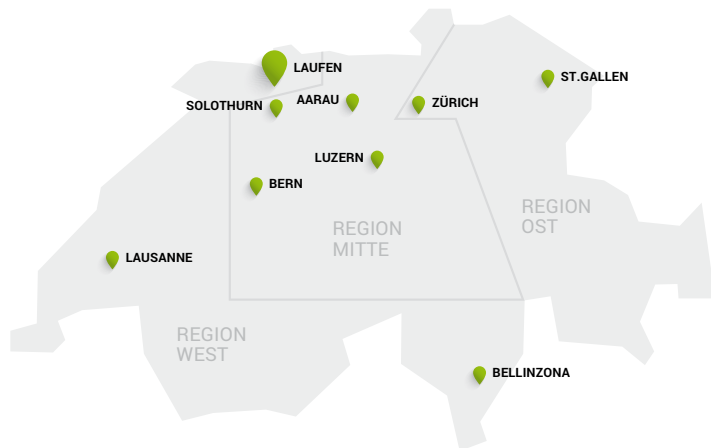 LAUFEN
ST.GALLEN
SOLOTHURN
AARAU
ZÜRICH
LUZERN
BERN
REGION
OST
REGION
MITTE
LAUSANNE
REGION
WEST
BELLINZONA